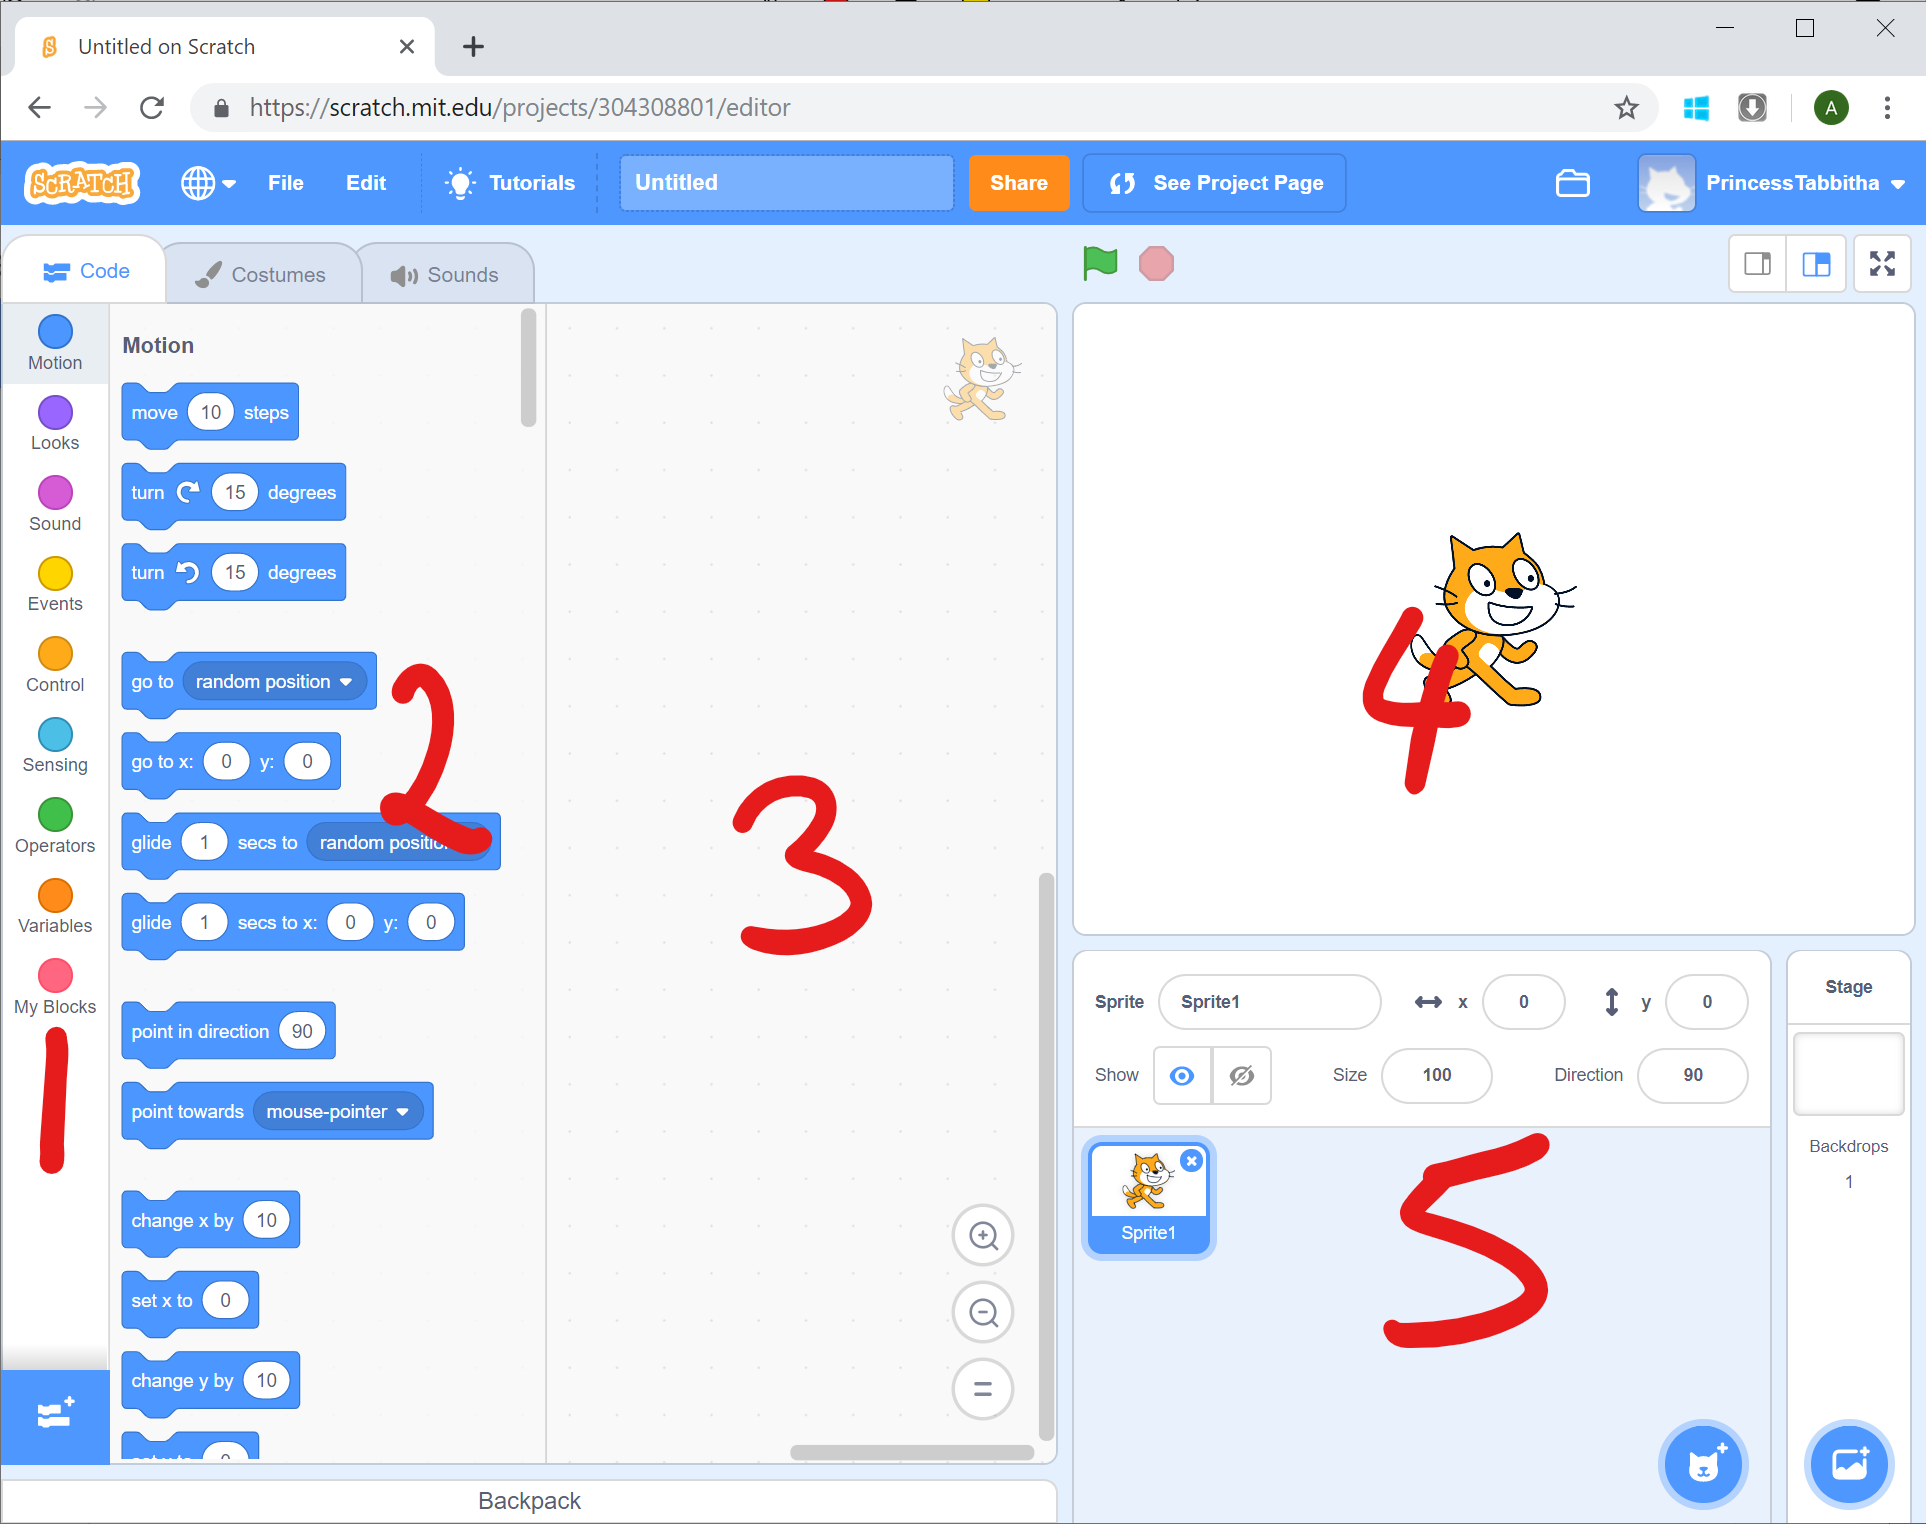 Untitled on Scratch
https://scratch.mit.edu/projects/304308801/editor
A
SCRATCH
File
Edit
Tutorials
Untitled
Share
See Project Page
PrincessTabbitha
Code
Costumes
Sounds
Motion
Looks
Sound
Events
Control
Sensing
Operators
Variables
My Blocks
1
Motion
move 10 steps
turn 15 degrees
turn 15 degrees
go to random position
go to x: 0 y: 0
glide 1 secs to random position
glide 1 secs to x: 0 y: 0
point in direction 90
point towards mouse-pointer
change x by 10
set x to 0
change y by 10
set y to 0
2
3
=
Backpack
4
Sprite Sprite1 x 0 y 0
Show Size 100 Direction 90
Sprite1
5
Stage
Backdrops
1